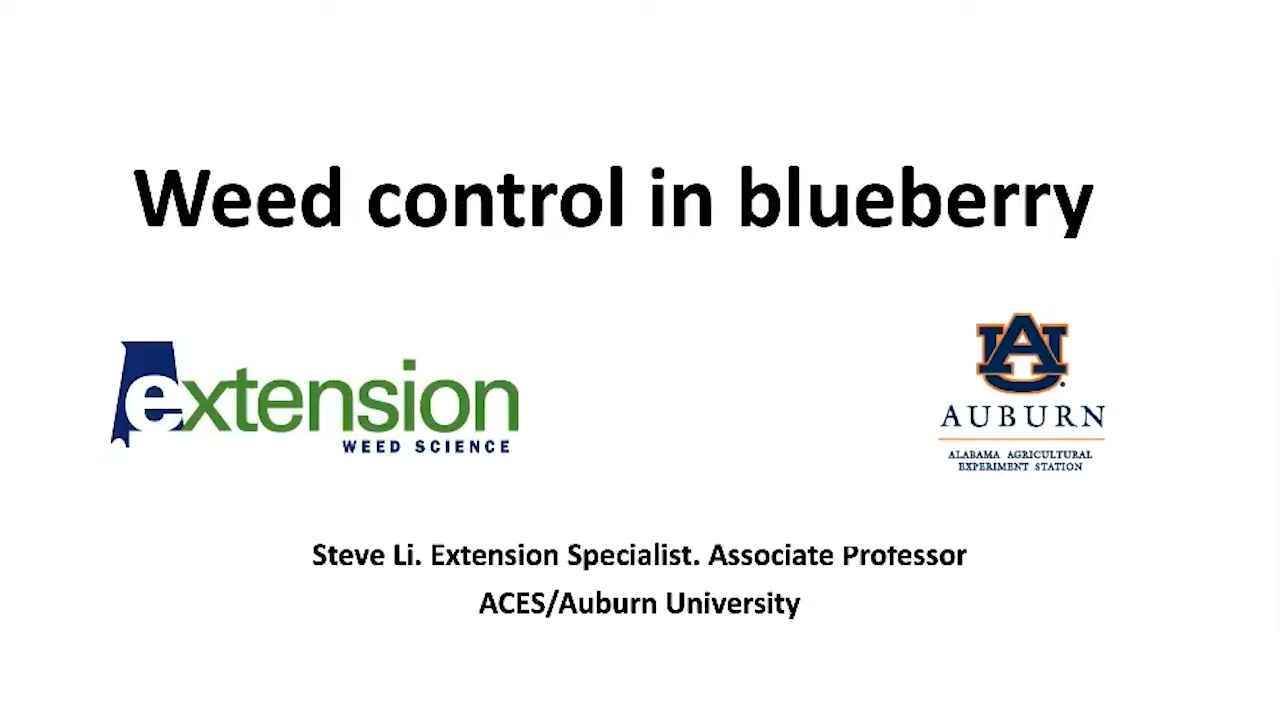 Weed control in blueberry
extension
WEED SCIENCE
AU
AUBURN
ALABAMA AGRICULTURAL
EXPERIMENT STATION
Steve Li. Extension Specialist. Associate Professor
ACES/Auburn University